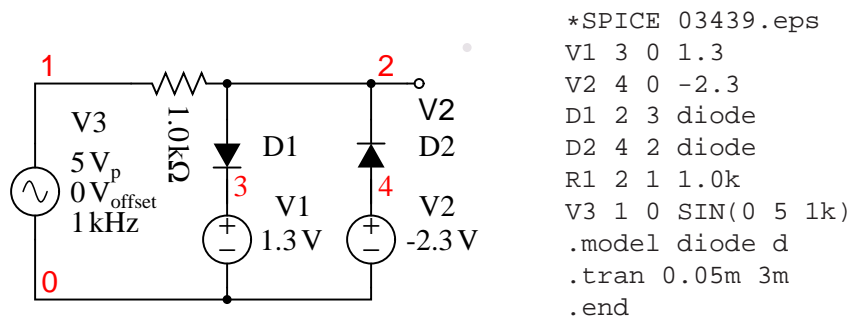 1
2
1.0kΩ
V2
V3
5 Vp
0 Voffset
1 kHz
D1
D2
3
4
V1
1.3 V
V2
-2.3 V
0
*SPICE 03439.eps
V1 3 0 1.3
V2 4 0 -2.3
D1 2 3 diode
D2 4 2 diode
R1 2 1 1.0k
V3 1 0 SIN(0 5 1k)
.model diode d
.tran 0.05m 3m
.end